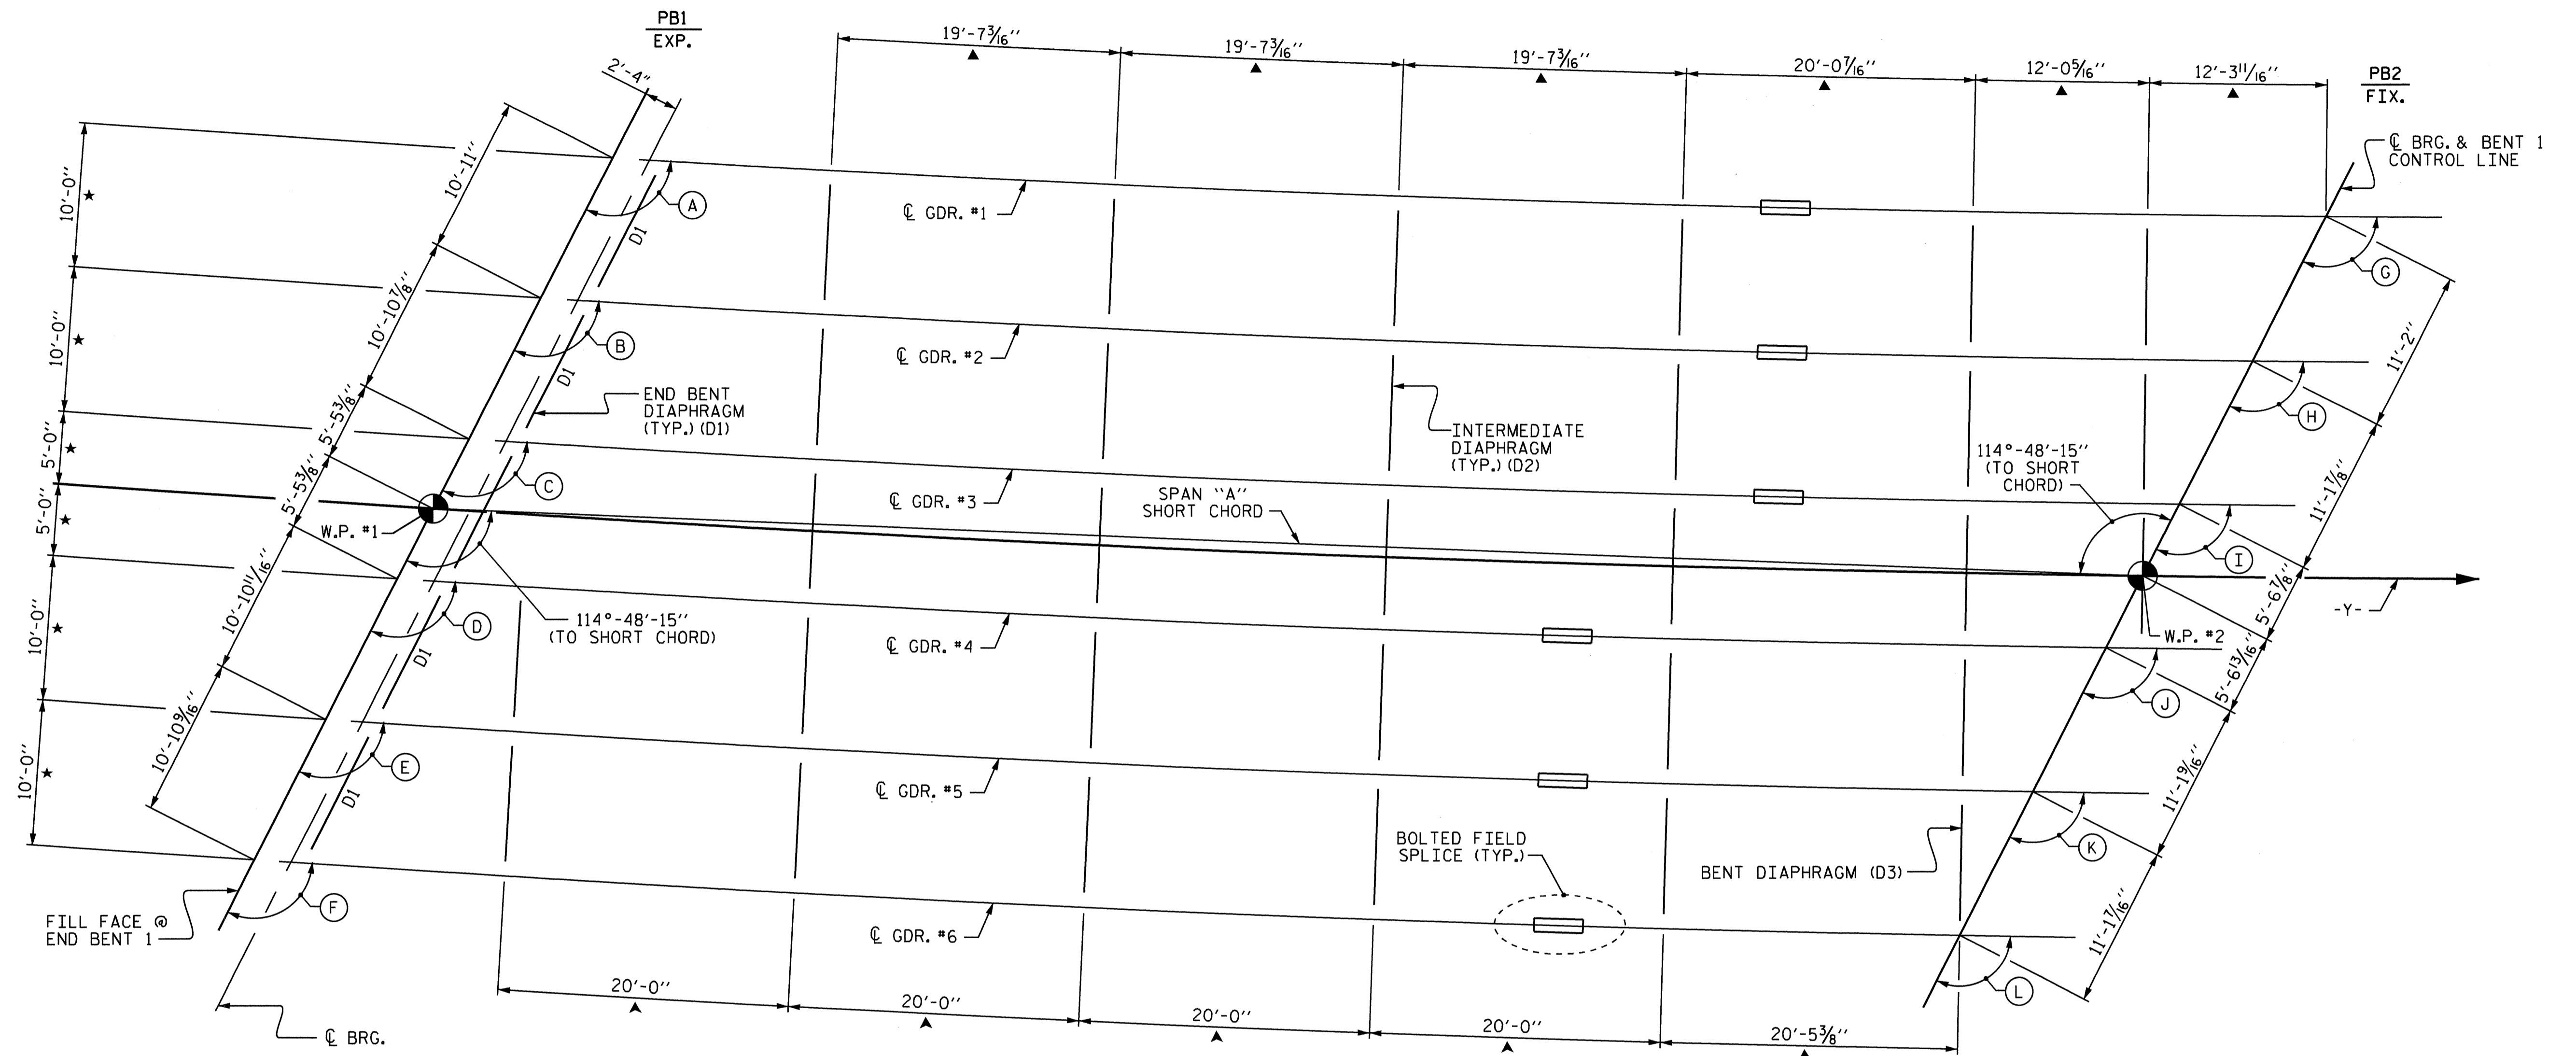 PB1
EXP.
2'-4"
19'-7 3/16''
19'-7 3/16''
19'-7 3/16''
20'-0 7/16''
12'-0 5/16''
12'-3 11/16''
PB2
FIX.
℄ BRG. & BENT 1
CONTROL LINE
10'-0'' ★
10'-0'' ★
5'-0'' ★
5'-0'' ★
10'-0'' ★
10'-0'' ★
10'-11''
10'-10 7/8''
5'-5 3/8''
5'-5 3/8''
10'-10 11/16''
10'-10 9/16''
A
B
C
D
E
F
D1
D1
D1
D1
END BENT
DIAPHRAGM
(TYP.) (D1)
℄ GDR. #1
℄ GDR. #2
℄ GDR. #3
℄ GDR. #4
℄ GDR. #5
℄ GDR. #6
INTERMEDIATE
DIAPHRAGM
(TYP.) (D2)
SPAN "A"
SHORT CHORD
W.P. #1
114°-48'-15''
(TO SHORT CHORD)
114°-48'-15''
(TO SHORT
CHORD)
W.P. #2
-Y-
G
H
I
J
K
L
11'-2''
11'-1 7/8''
5'-6 7/8''
5'-6 13/16''
11'-1 9/16''
11'-1 7/16''
BOLTED FIELD
SPLICE (TYP.)
BENT DIAPHRAGM (D3)
FILL FACE @
END BENT 1
℄ BRG.
20'-0''
20'-0''
20'-0''
20'-0''
20'-5 3/8''